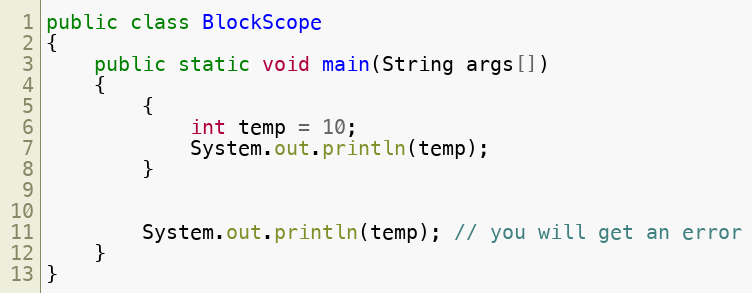 1 public class BlockScope
2 {
3     public static void main(String args[])
4     {
5         {
6             int temp = 10;
7             System.out.println(temp);
8         }
9
10
11         System.out.println(temp); // you will get an error
12     }
13 }